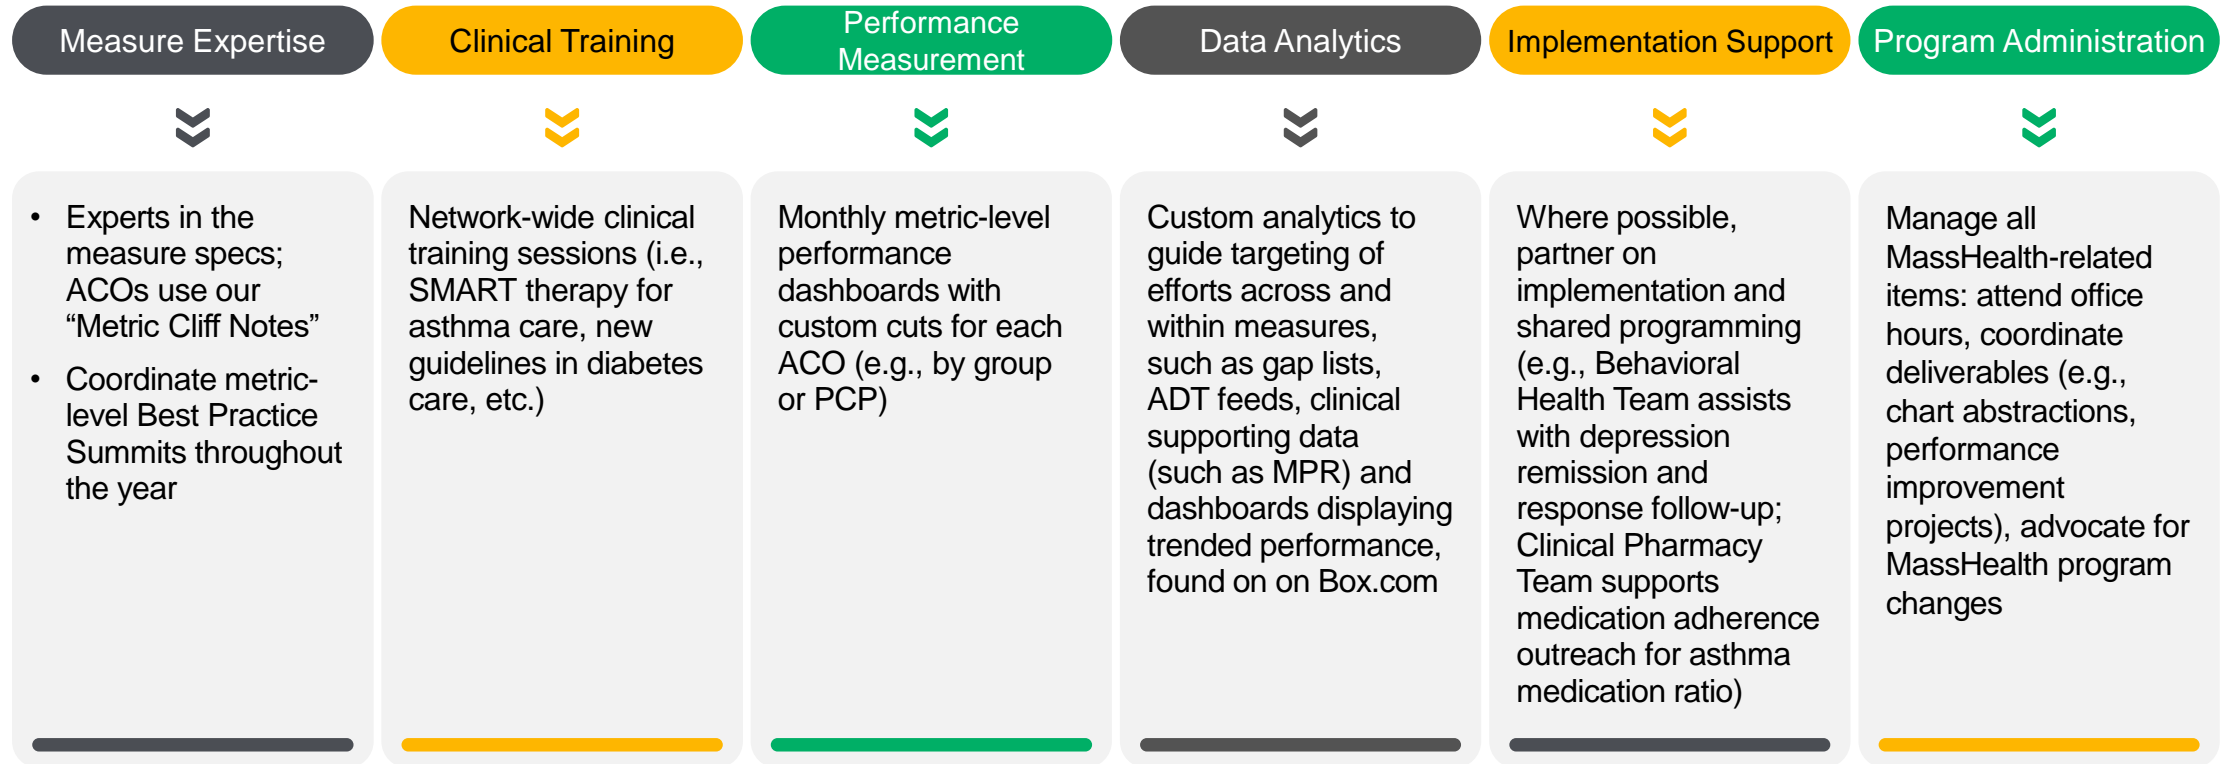 Measure Expertise
• Experts in the
measure specs;
ACOs use our
“Metric Cliff Notes”
• Coordinate metric-
level Best Practice
Summits throughout
the year
Clinical Training
Network-wide clinical
training sessions (i.e.,
SMART therapy for
asthma care, new
guidelines in diabetes
care, etc.)
Performance
Measurement
Monthly metric-level
performance
dashboards with
custom cuts for each
ACO (e.g., by group
or PCP)
Data Analytics
Custom analytics to
guide targeting of
efforts across and
within measures,
such as gap lists,
ADT feeds, clinical
supporting data
(such as MPR) and
dashboards displaying
trended performance,
found on on Box.com
Implementation Support
Where possible,
partner on
implementation and
shared programming
(e.g., Behavioral
Health Team assists
with depression
remission and
response follow-up;
Clinical Pharmacy
Team supports
medication adherence
outreach for asthma
medication ratio)
Program Administration
Manage all
MassHealth-related
items: attend office
hours, coordinate
deliverables (e.g.,
chart abstractions,
performance
improvement
projects), advocate for
MassHealth program
changes